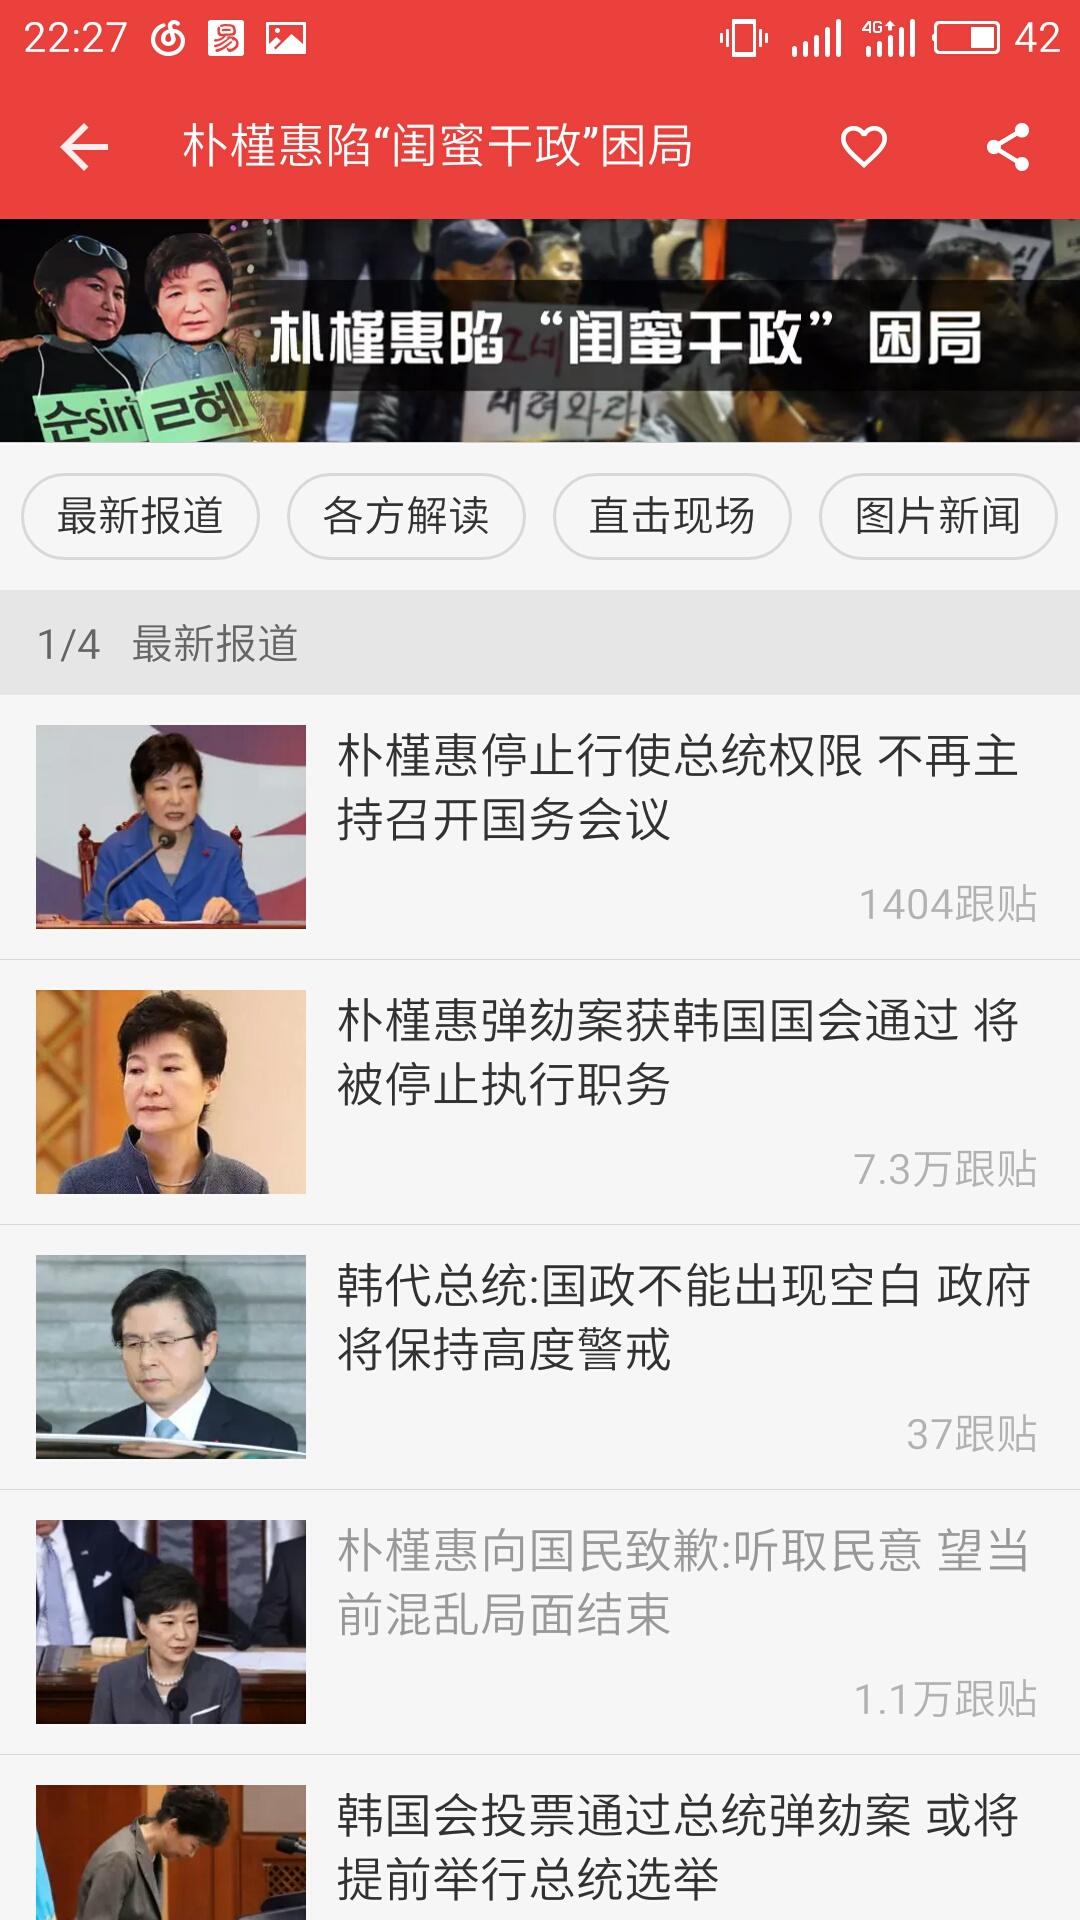 22:27
易
4G
42
朴槿惠陷“闺蜜干政”困局
朴槿惠陷“闺蜜干政”困局
순siri
ㄹ혜
내려와라
最新报道
各方解读
直击现场
图片新闻
1/4 最新报道
朴槿惠停止行使总统权限 不再主
持召开国务会议
1404跟贴
朴槿惠弹劾案获韩国国会通过 将
被停止执行职务
7.3万跟贴
韩代总统:国政不能出现空白 政府
将保持高度警戒
37跟贴
朴槿惠向国民致歉:听取民意 望当
前混乱局面结束
1.1万跟贴
韩国会投票通过总统弹劾案 或将
提前举行总统选举